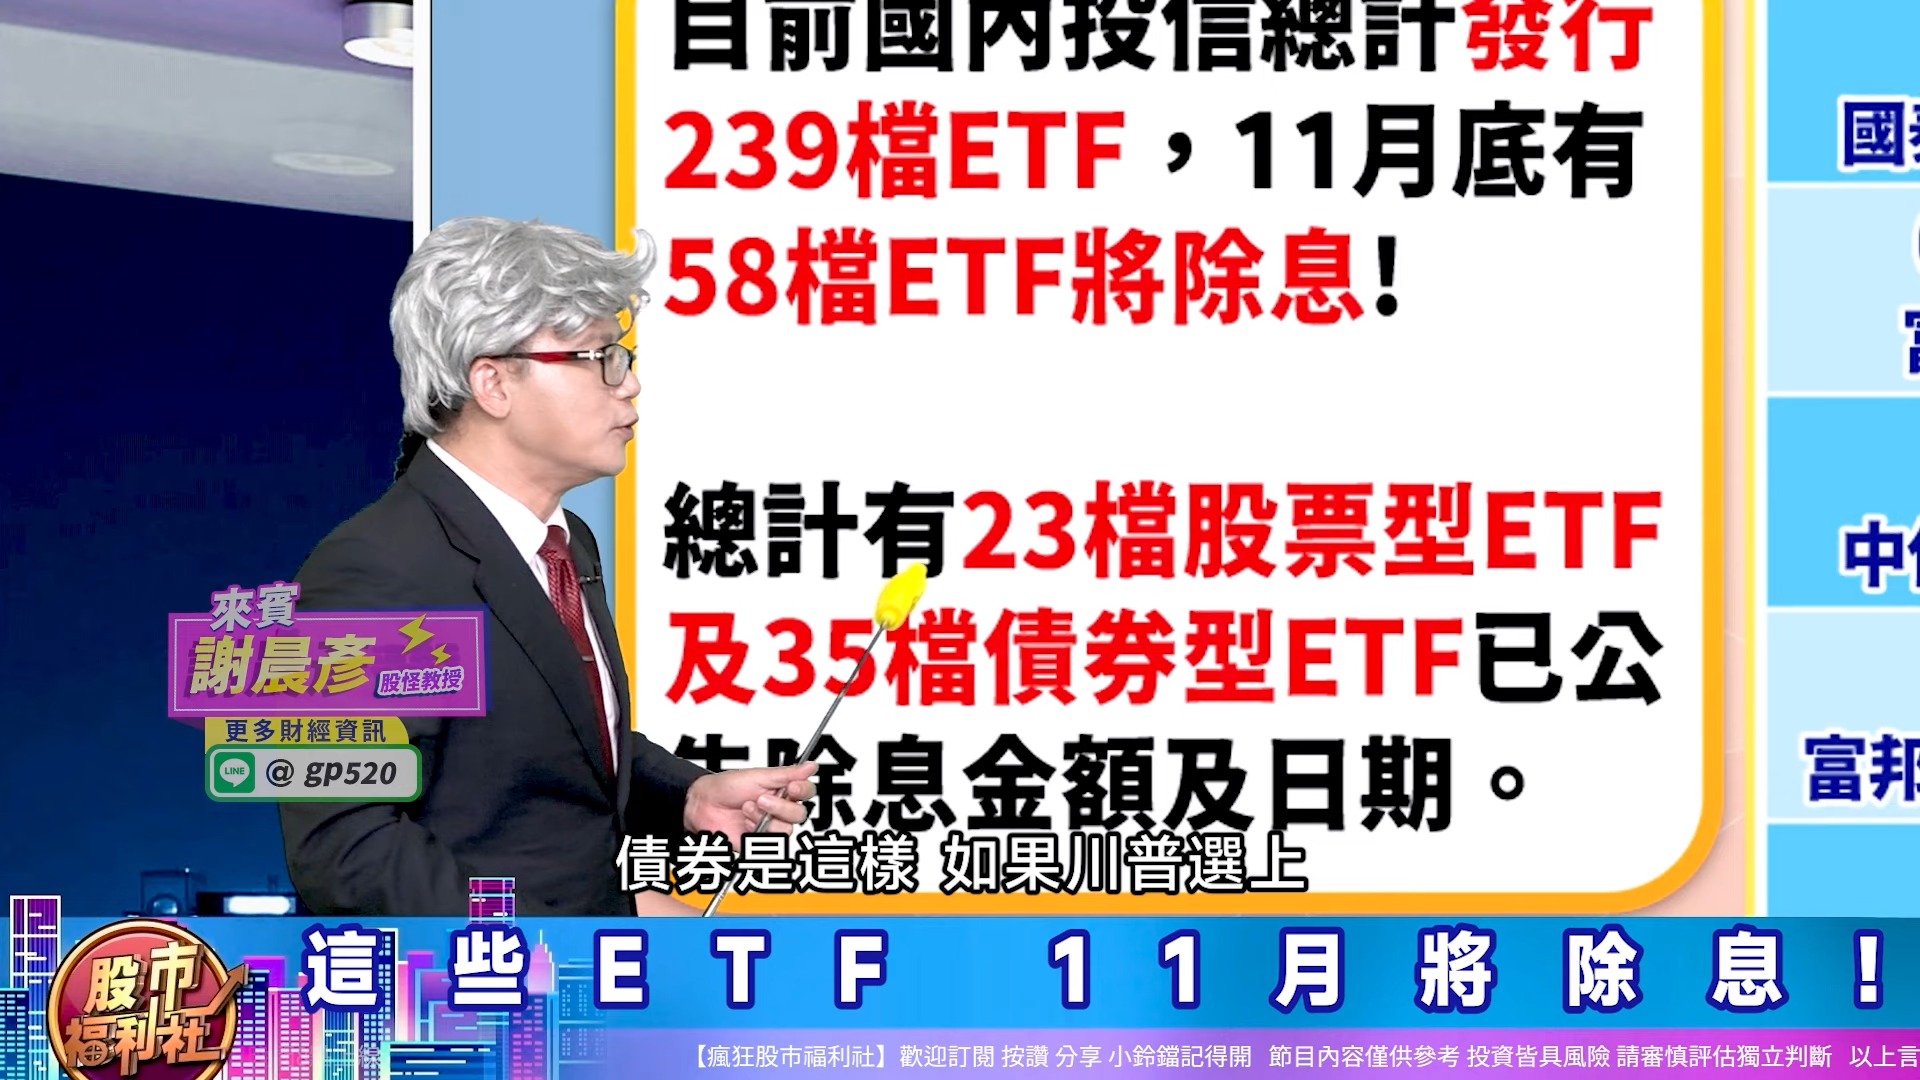 目前國內投信總計發行
239檔ETF，11月底有
58檔ETF將除息!
總計有23檔股票型ETF
及35檔債券型ETF已公
除息金額及日期。
國
富
中
富邦
來賓
謝晨彥
股怪教授
更多財經資訊
LINE @gp520
債券是這樣 如果川普選上
這些ETF 11月將除息!
股市
福利社
【瘋狂股市福利社】歡迎訂閱 按讚 分享 小鈴鐺記得開 節目內容僅供參考 投資皆具風險 請審慎評估獨立判斷 以上言